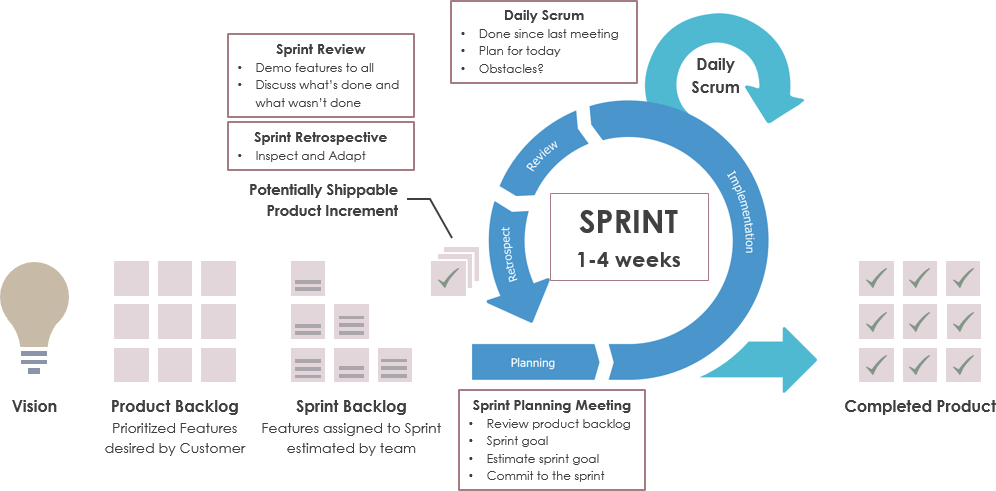 Daily Scrum
• Done since last meeting
• Plan for today
• Obstacles?
Sprint Review
• Demo features to all
• Discuss what's done and
what wasn't done
Sprint Retrospective
• Inspect and Adapt
Daily
Scrum
Potentially Shippable
Product Increment
Review
Retrospect
Implementation
Planning
SPRINT
1-4 weeks
Vision
Product Backlog
Prioritized Features
desired by Customer
Sprint Backlog
Features assigned to Sprint
estimated by team
Sprint Planning Meeting
• Review product backlog
• Sprint goal
• Estimate sprint goal
• Commit to the sprint
Completed Product